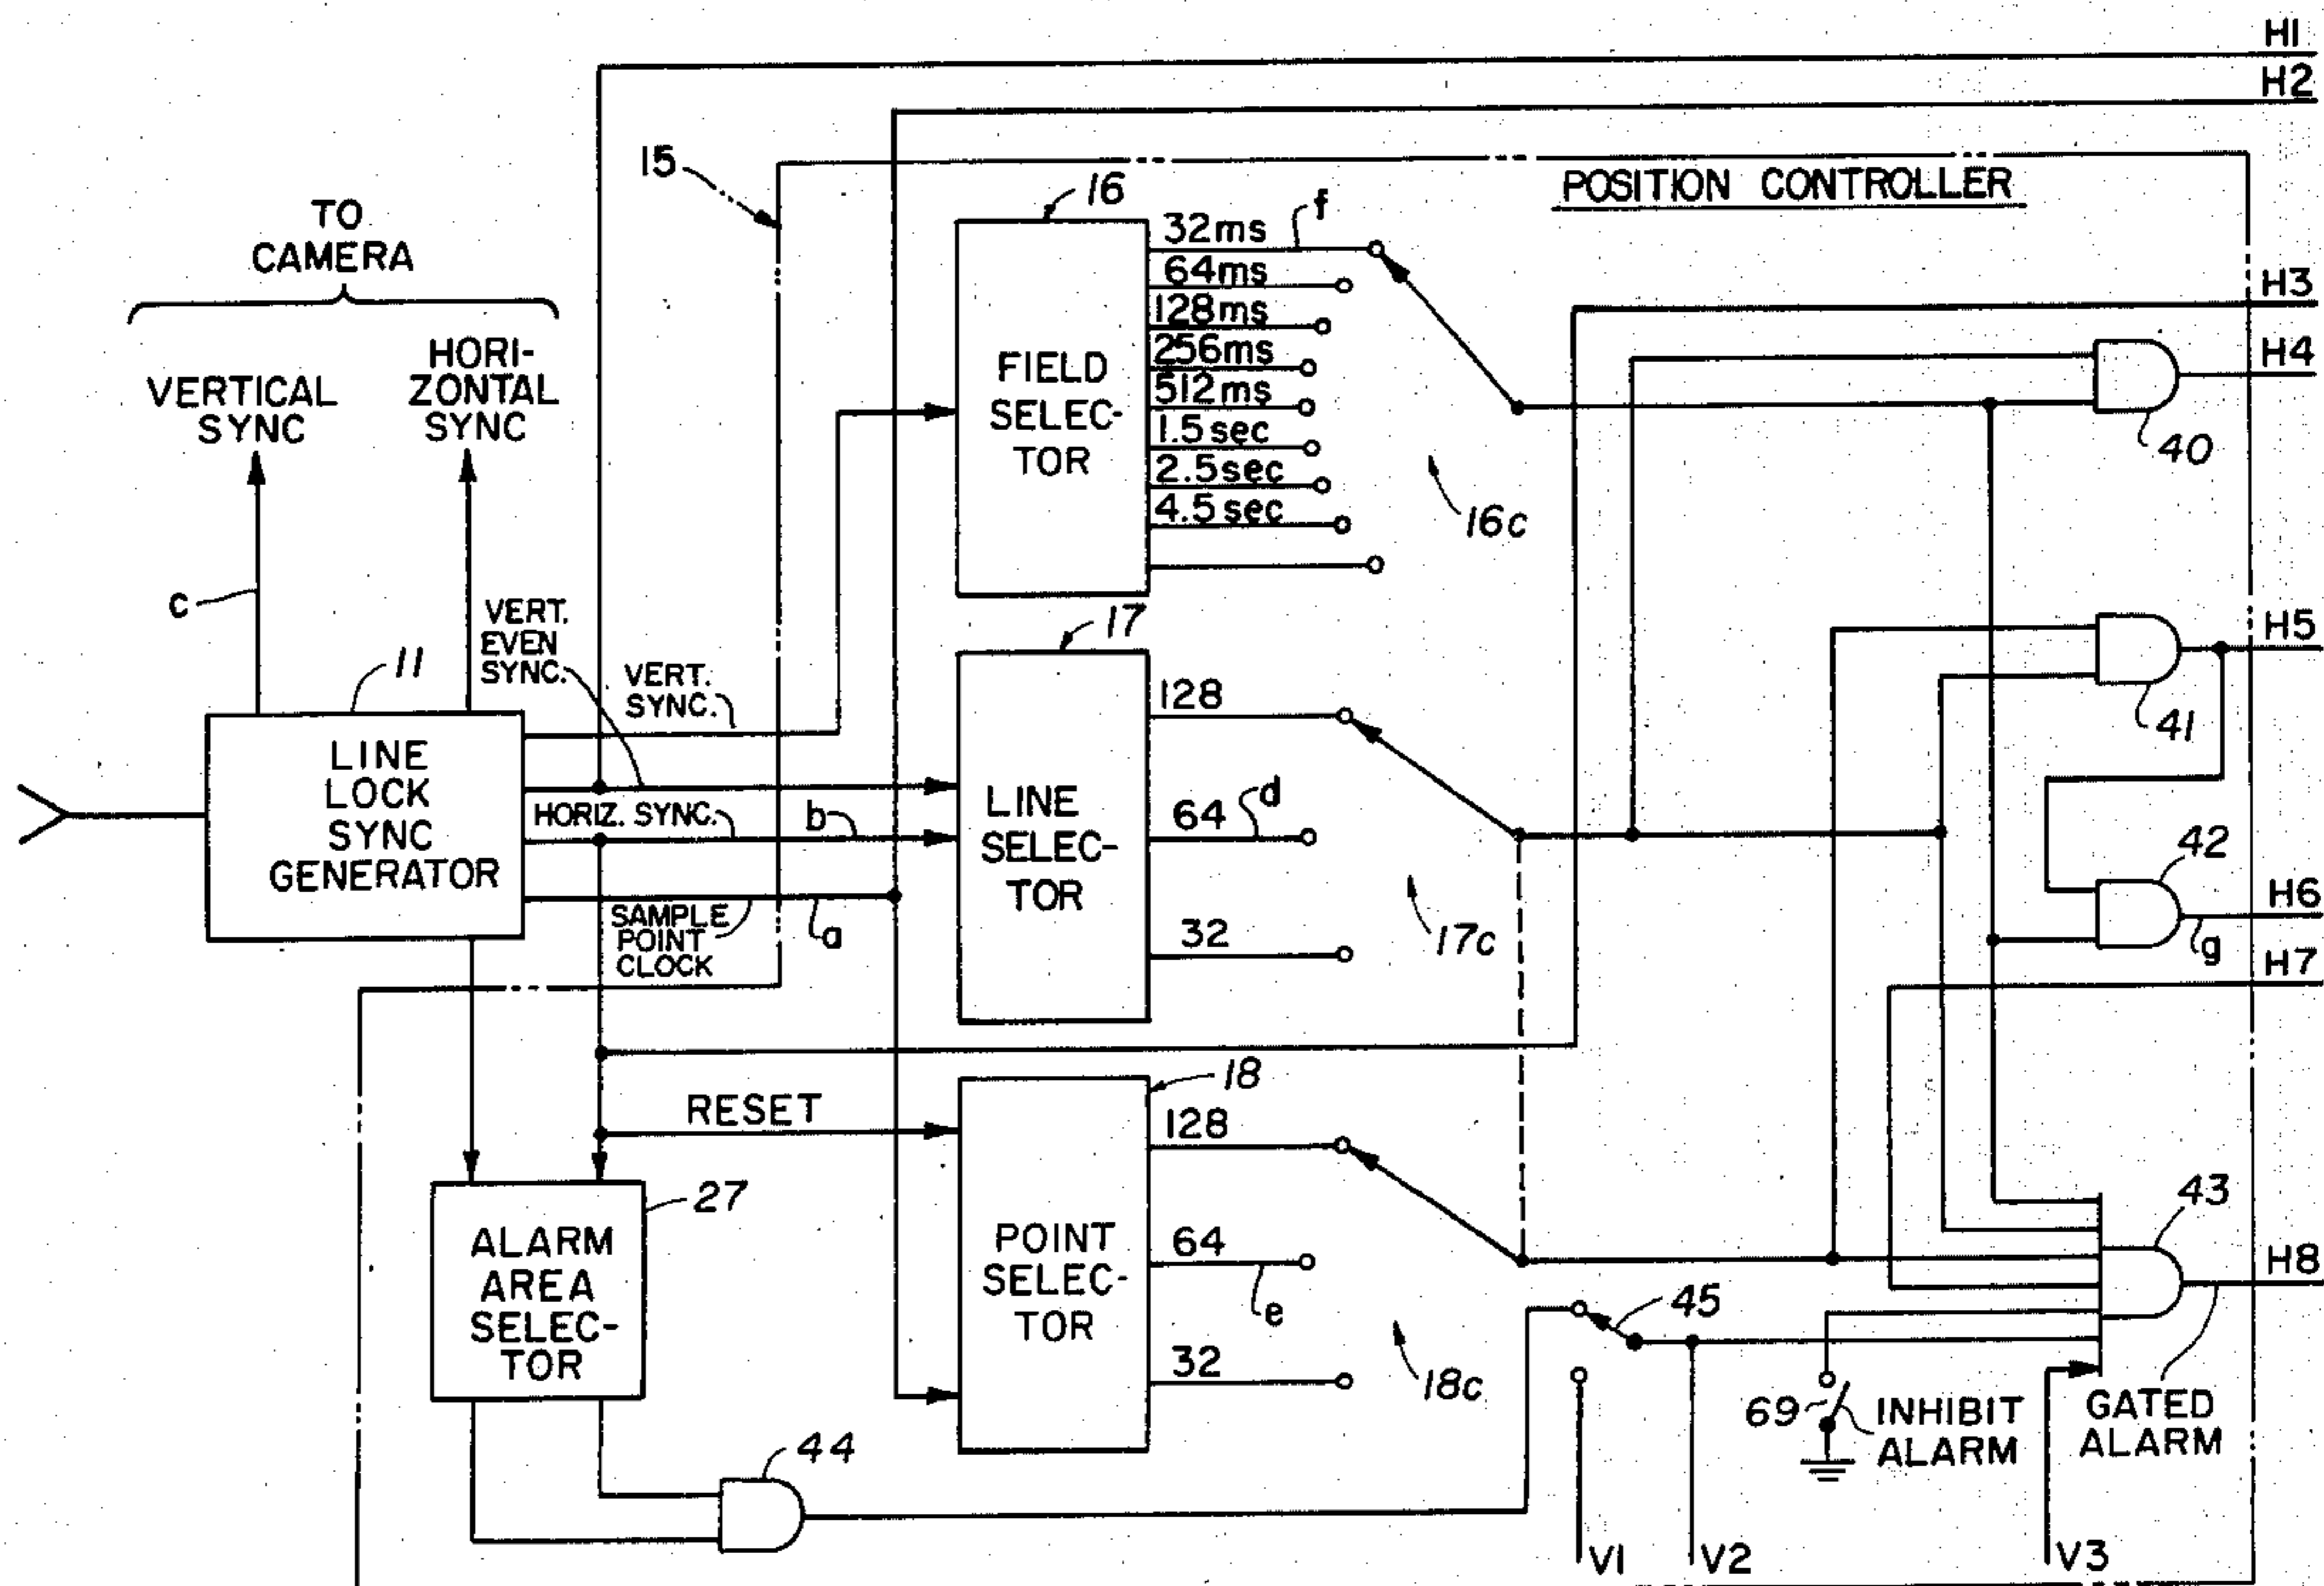 H1
H2
15
16
POSITION CONTROLLER
TO
CAMERA
VERTICAL
SYNC
HORI-
ZONTAL
SYNC
c
FIELD
SELEC-
TOR
32ms
f
64ms
128ms
256ms
512ms
1.5sec
2.5sec
4.5sec
16c
H3
H4
40
VERT.
EVEN
SYNC.
VERT.
SYNC.
11
LINE
LOCK
SYNC
GENERATOR
HORIZ. SYNC.
b
SAMPLE
POINT
CLOCK
a
17
LINE
SELEC-
TOR
128
64
d
32
17c
H5
41
42
H6
g
H7
RESET
18
POINT
SELEC-
TOR
128
64
e
32
18c
27
ALARM
AREA
SELEC-
TOR
44
45
43
H8
69
INHIBIT
ALARM
GATED
ALARM
V1
V2
V3